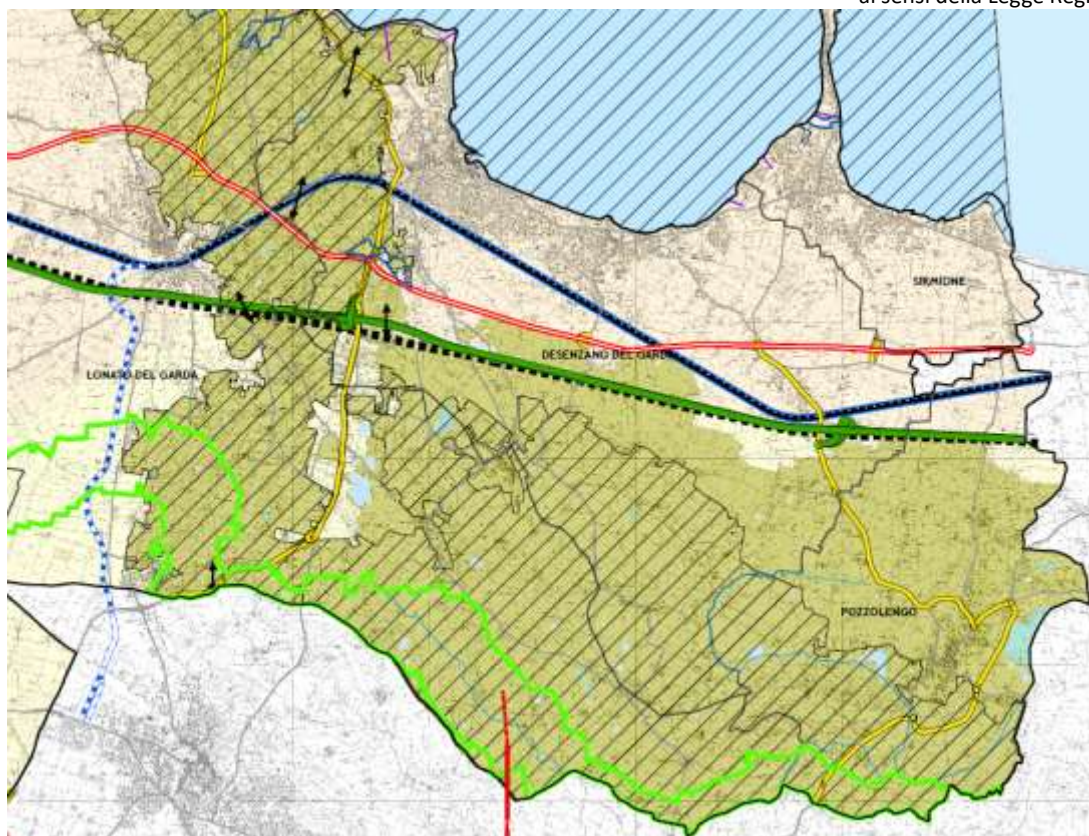 ai sensi della Legge Regi
SIRMIONE
DESENZANO DEL GARDA
LONATO DEL GARDA
POZZOLENGO